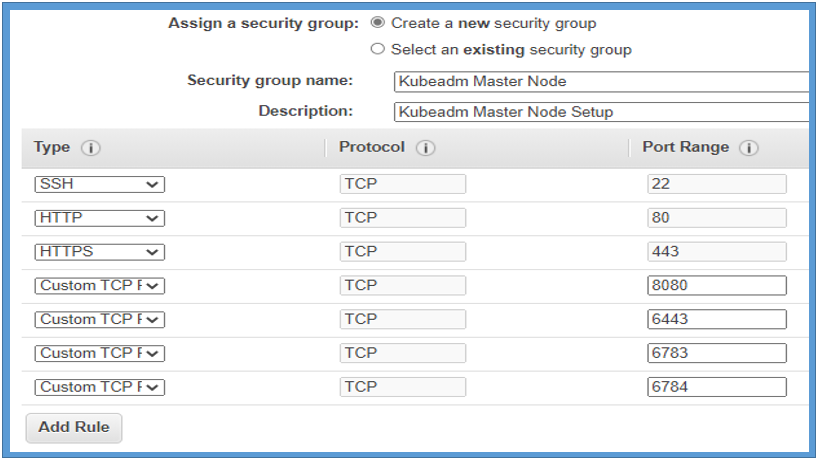 Assign a security group: Create a new security group
Select an existing security group
Security group name: Kubeadm Master Node
Description: Kubeadm Master Node Setup
Type i Protocol i Port Range i
SSH TCP 22
HTTP TCP 80
HTTPS TCP 443
Custom TCP TCP 8080
Custom TCP TCP 6443
Custom TCP TCP 6783
Custom TCP TCP 6784
Add Rule